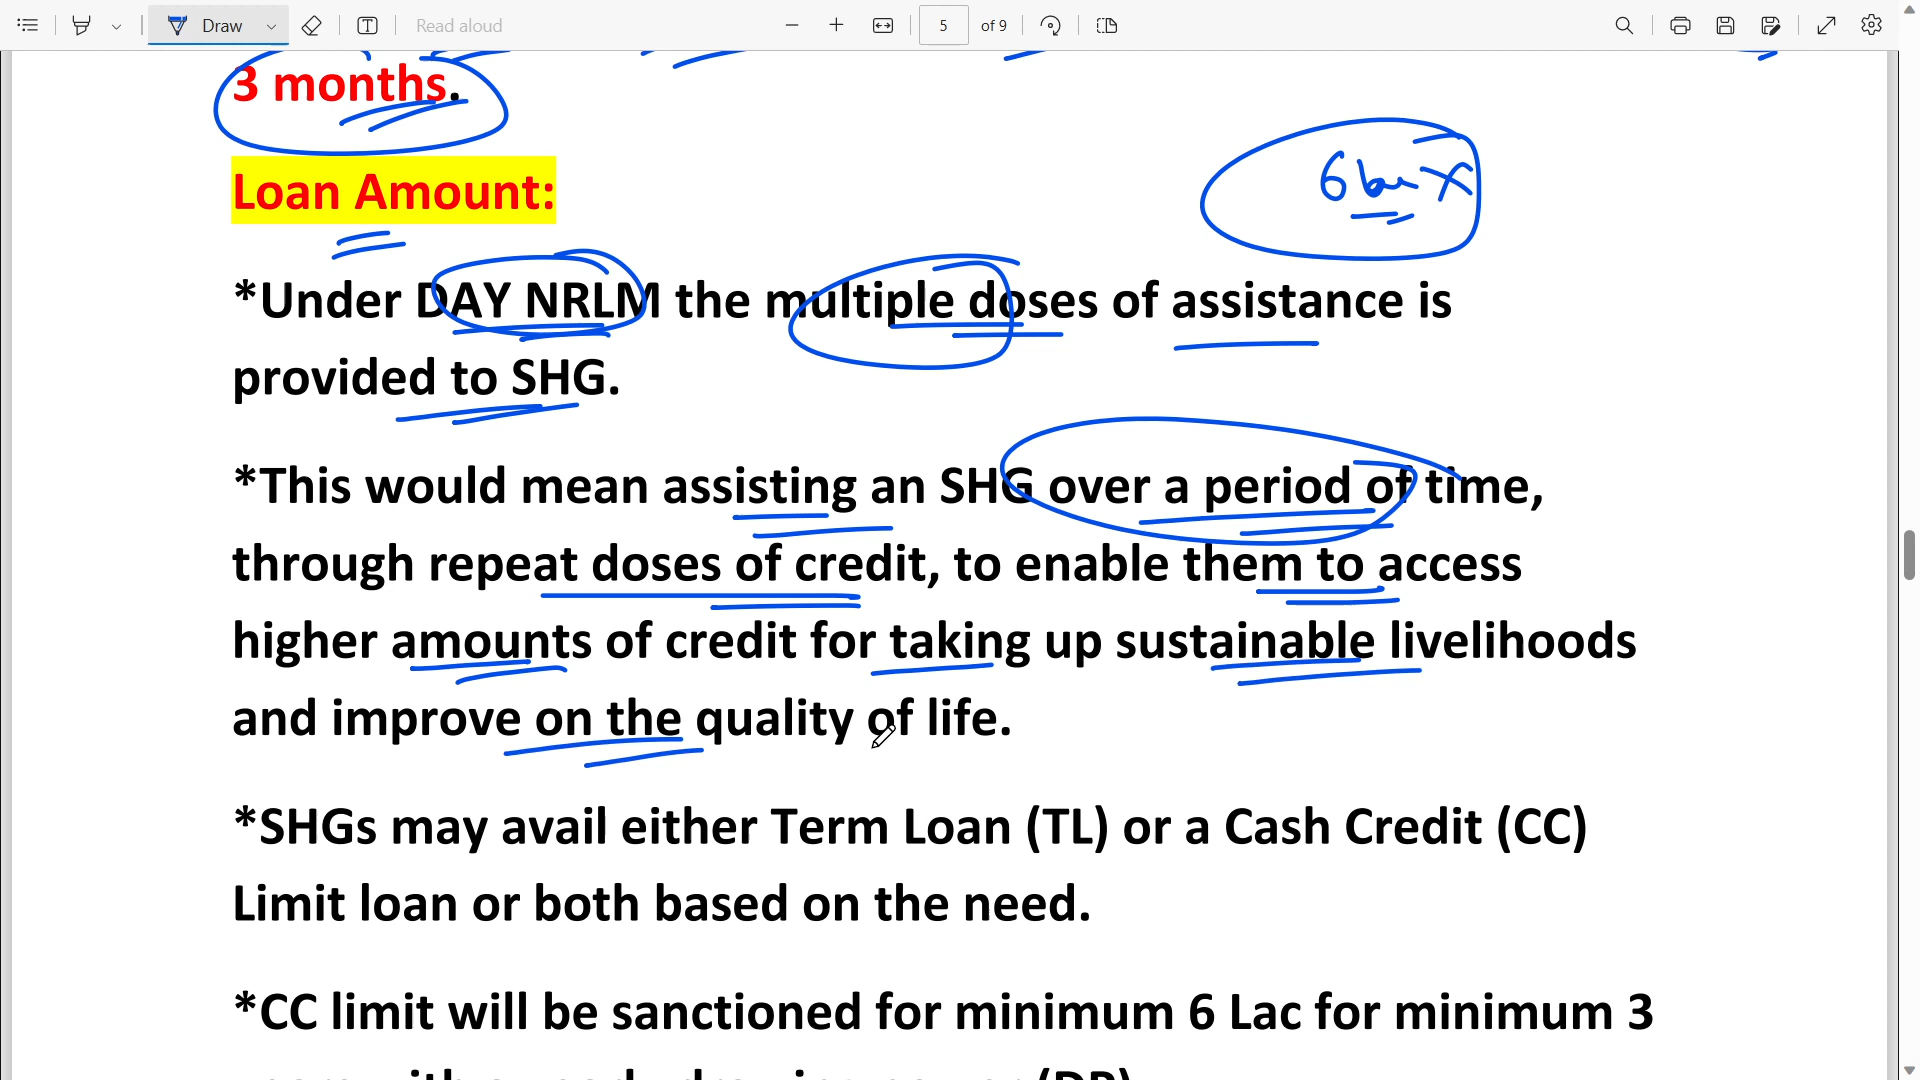 Draw
Read aloud
5 of 9
3 months.
Loan Amount:
*Under DAY NRLM the multiple doses of assistance is
provided to SHG.
*This would mean assisting an SHG over a period of time,
through repeat doses of credit, to enable them to access
higher amounts of credit for taking up sustainable livelihoods
and improve on the quality of life.
*SHGs may avail either Term Loan (TL) or a Cash Credit (CC)
Limit loan or both based on the need.
*CC limit will be sanctioned for minimum 6 Lac for minimum 3